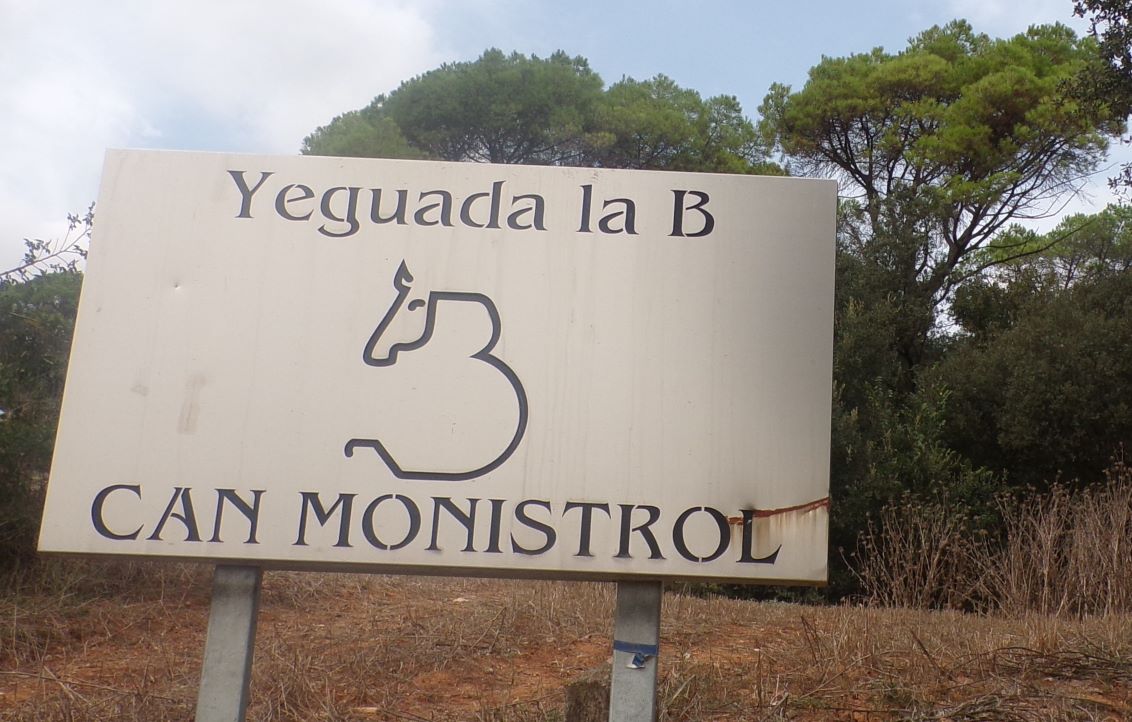 Yeguada la B
CAN MONISTROL